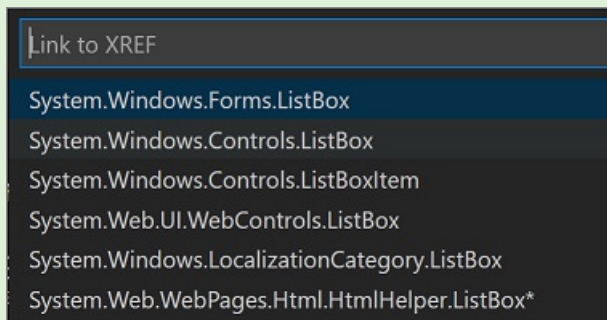 Link to XREF
System.Windows.Forms.ListBox
System.Windows.Controls.ListBox
System.Windows.Controls.ListBoxItem
System.Web.UI.WebControls.ListBox
System.Windows.LocalizationCategory.ListBox
System.Web.WebPages.Html.HtmlHelper.ListBox*